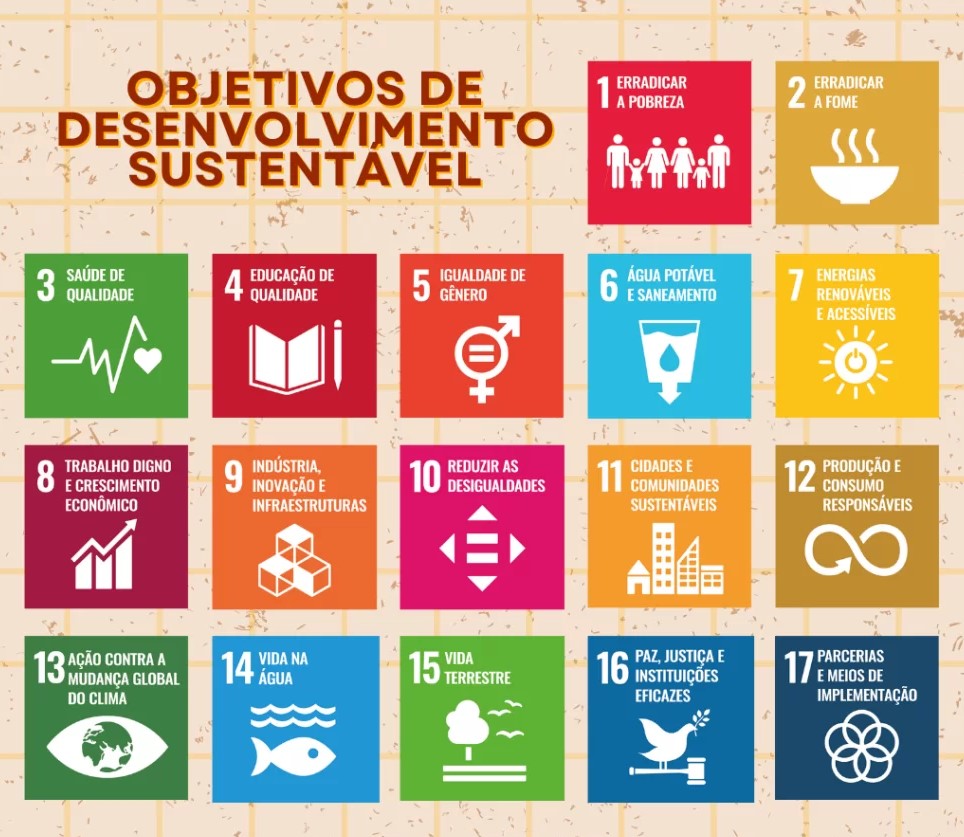 OBJETIVOS DE
DESENVOLVIMENTO
SUSTENTÁVEL
1 ERRADICAR
A POBREZA
2 ERRADICAR
A FOME
3 SAÚDE DE
QUALIDADE
4 EDUCAÇÃO DE
QUALIDADE
5 IGUALDADE DE
GÊNERO
6 ÁGUA POTÁVEL
E SANEAMENTO
7 ENERGIAS
RENOVÁVEIS
E ACESSÍVEIS
8 TRABALHO DIGNO
E CRESCIMENTO
ECONÔMICO
9 INDÚSTRIA,
INOVAÇÃO E
INFRAESTRUTURAS
10 REDUZIR AS
DESIGUALDADES
11 CIDADES E
COMUNIDADES
SUSTENTÁVEIS
12 PRODUÇÃO E
CONSUMO
RESPONSÁVEIS
13 AÇÃO CONTRA A
MUDANÇA GLOBAL
DO CLIMA
14 VIDA NA
ÁGUA
15 VIDA
TERRESTRE
16 PAZ, JUSTIÇA E
INSTITUIÇÕES
EFICAZES
17 PARCERIAS
E MEIOS DE
IMPLEMENTAÇÃO